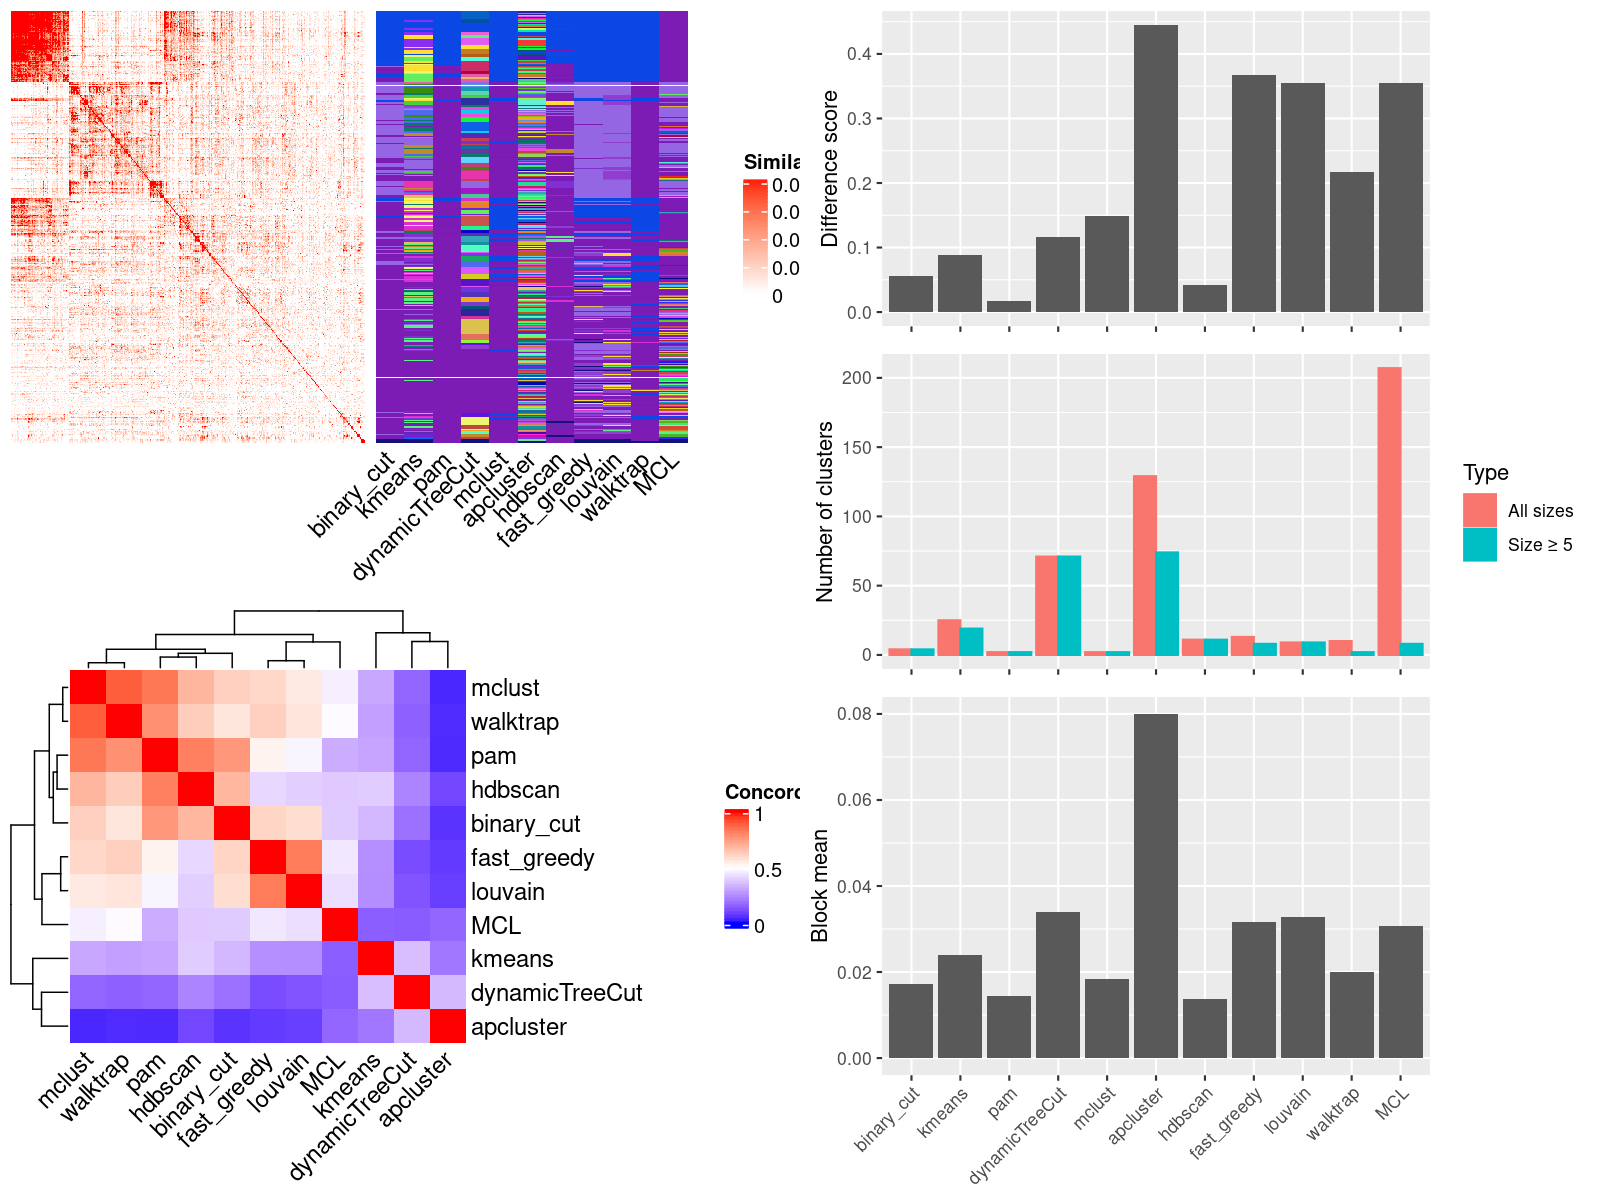 Simila
0.0
0.0
0.0
0.0
0
binary_cut
kmeans
pam
dynamicTreeCut
mclust
apcluster
hdbscan
fast_greedy
louvain
walktrap
MCL
mclust
walktrap
pam
hdbscan
binary_cut
fast_greedy
louvain
MCL
kmeans
dynamicTreeCut
apcluster
mclust
walktrap
pam
hdbscan
binary_cut
fast_greedy
louvain
MCL
kmeans
dynamicTreeCut
apcluster
Concord
1
0.5
0
Difference score
0.4
0.3
0.2
0.1
0.0
Number of clusters
200
150
100
50
0
Type
All sizes
Size ≥ 5
Block mean
0.08
0.06
0.04
0.02
0.00
binary_cut
kmeans
pam
dynamicTreeCut
mclust
apcluster
hdbscan
fast_greedy
louvain
walktrap
MCL